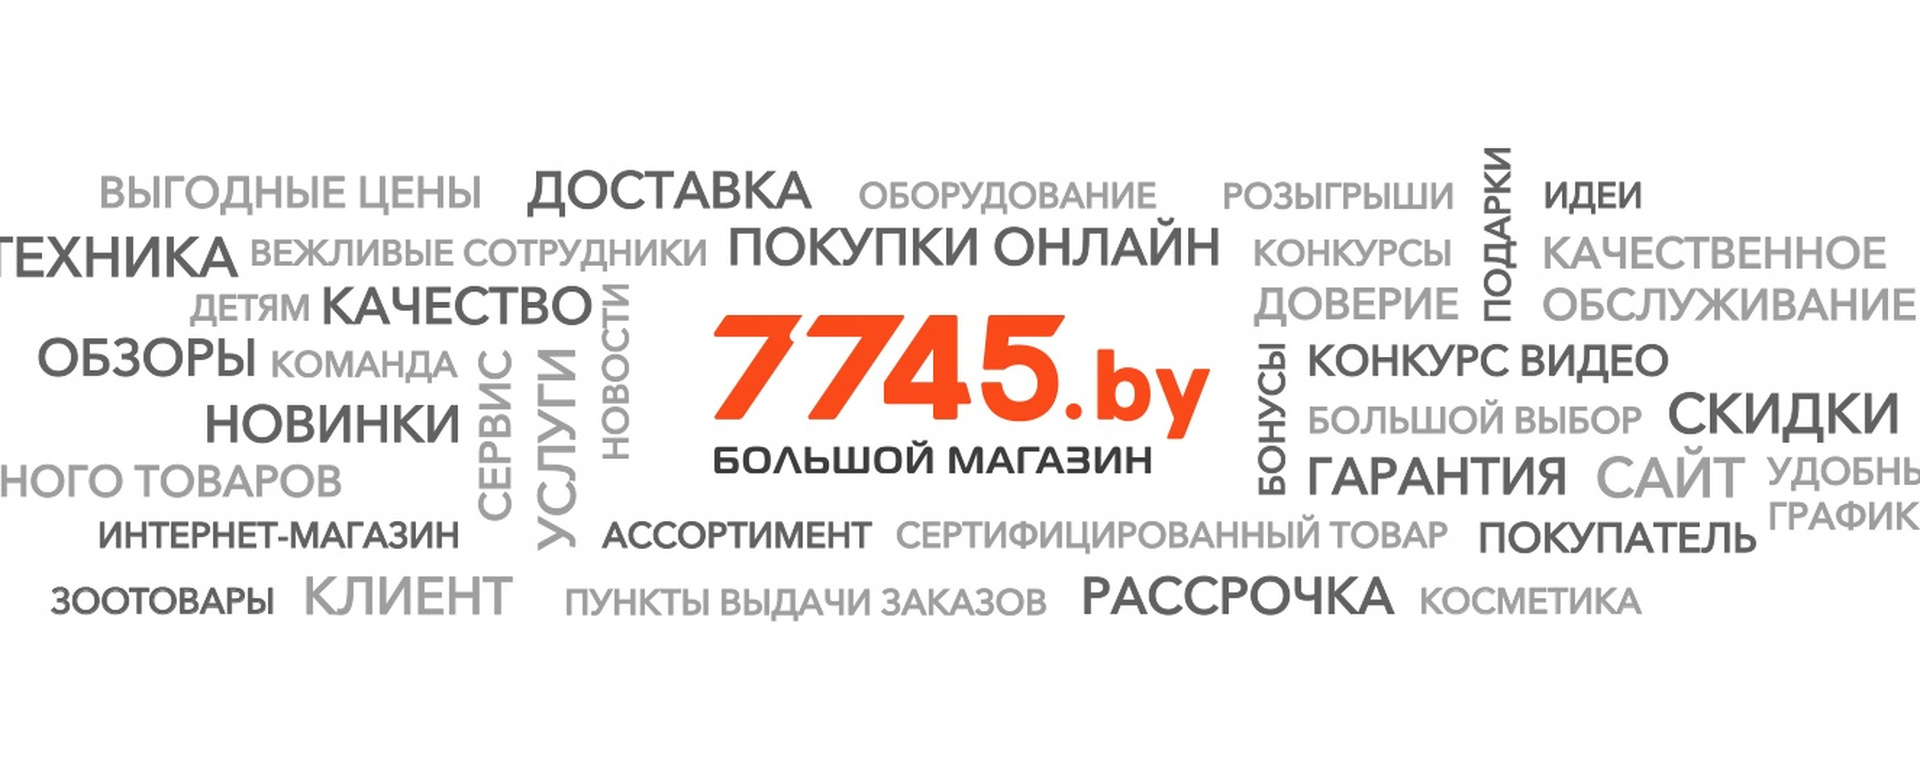 ВЫГОДНЫЕ ЦЕНЫ ДОСТАВКА ОБОРУДОВАНИЕ РОЗЫГРЫШИ ПОДАРКИ ИДЕИ
ТЕХНИКА ВЕЖЛИВЫЕ СОТРУДНИКИ ПОКУПКИ ОНЛАЙН КОНКУРСЫ КАЧЕСТВЕННОЕ
ДЕТЯМ КАЧЕСТВО НОВОСТИ ДОВЕРИЕ ОБСЛУЖИВАНИЕ
7745.by
БОЛЬШОЙ МАГАЗИН
ОБЗОРЫ КОМАНДА СЕРВИС УСЛУГИ БОНУСЫ КОНКУРС ВИДЕО
НОВИНКИ БОЛЬШОЙ ВЫБОР СКИДКИ
НОГО ТОВАРОВ ГАРАНТИЯ САЙТ УДОБНЫ
ГРАФИК
ИНТЕРНЕТ-МАГАЗИН АССОРТИМЕНТ СЕРТИФИЦИРОВАННЫЙ ТОВАР ПОКУПАТЕЛЬ
ЗООТОВАРЫ КЛИЕНТ ПУНКТЫ ВЫДАЧИ ЗАКАЗОВ РАССРОЧКА КОСМЕТИКА